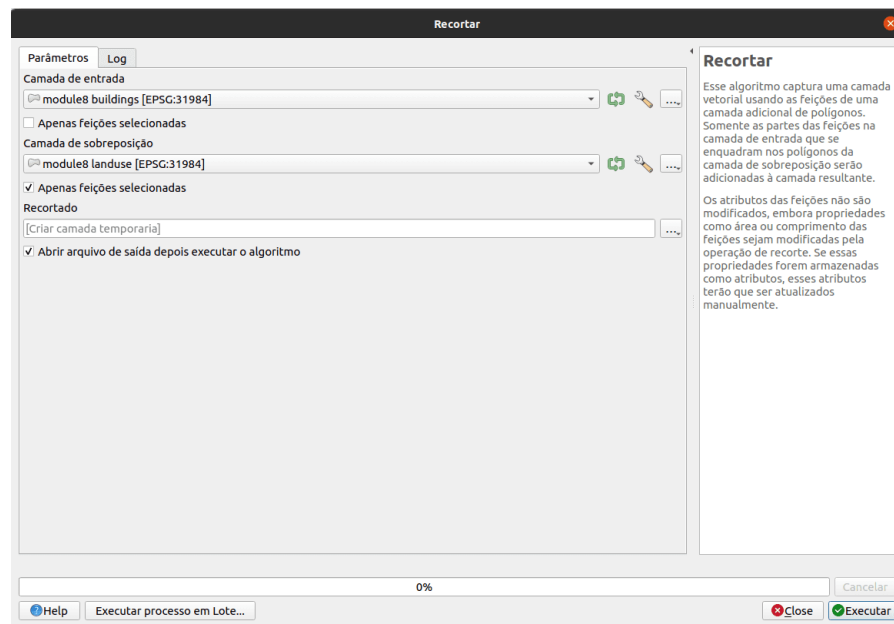 Recortar
Parâmetros
Log
Camada de entrada
module8 buildings [EPSG:31984]
...
Apenas feições selecionadas
Camada de sobreposição
module8 landuse [EPSG:31984]
...
Apenas feições selecionadas
Recortado
[Criar camada temporaria]
...
Abrir arquivo de saída depois executar o algoritmo
Recortar
Esse algoritmo captura uma camada
vetorial usando as feições de uma
camada adicional de polígonos.
Somente as partes das feições na
camada de entrada que se
enquadram nos polígonos da
camada de sobreposição serão
adicionadas à camada resultante.
Os atributos das feições não são
modificados, embora propriedades
como área ou comprimento das
feições sejam modificadas pela
operação de recorte. Se essas
propriedades forem armazenadas
como atributos, esses atributos
terão que ser atualizados
manualmente.
0%
Cancelar
Help
Executar processo em Lote...
Close
Executar